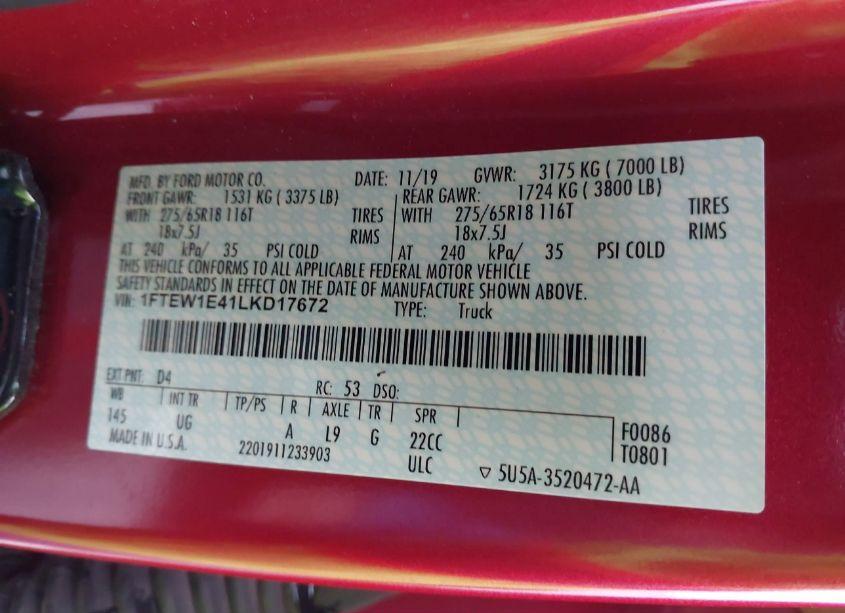 MFD. BY FORD MOTOR CO. DATE: 11/19 GVWR: 3175 KG ( 7000 LB)
FRONT GAWR: 1531 KG ( 3375 LB) REAR GAWR: 1724 KG ( 3800 LB)
WITH 275/65R18 116T TIRES WITH 275/65R18 116T TIRES
18x7.5J RIMS 18x7.5J RIMS
AT 240 kPa/ 35 PSI COLD AT 240 kPa/ 35 PSI COLD
THIS VEHICLE CONFORMS TO ALL APPLICABLE FEDERAL MOTOR VEHICLE
SAFETY STANDARDS IN EFFECT ON THE DATE OF MANUFACTURE SHOWN ABOVE.
VIN: 1FTEW1E41LKD17672 TYPE: Truck
EXT PNT: D4 RC: 53 DSO:
WB INT TR TP/PS R AXLE TR SPR
145 UG A L9 G 22CC F0086
MADE IN U.S.A. 2201911233903 ULC T0801
5U5A-3520472-AA